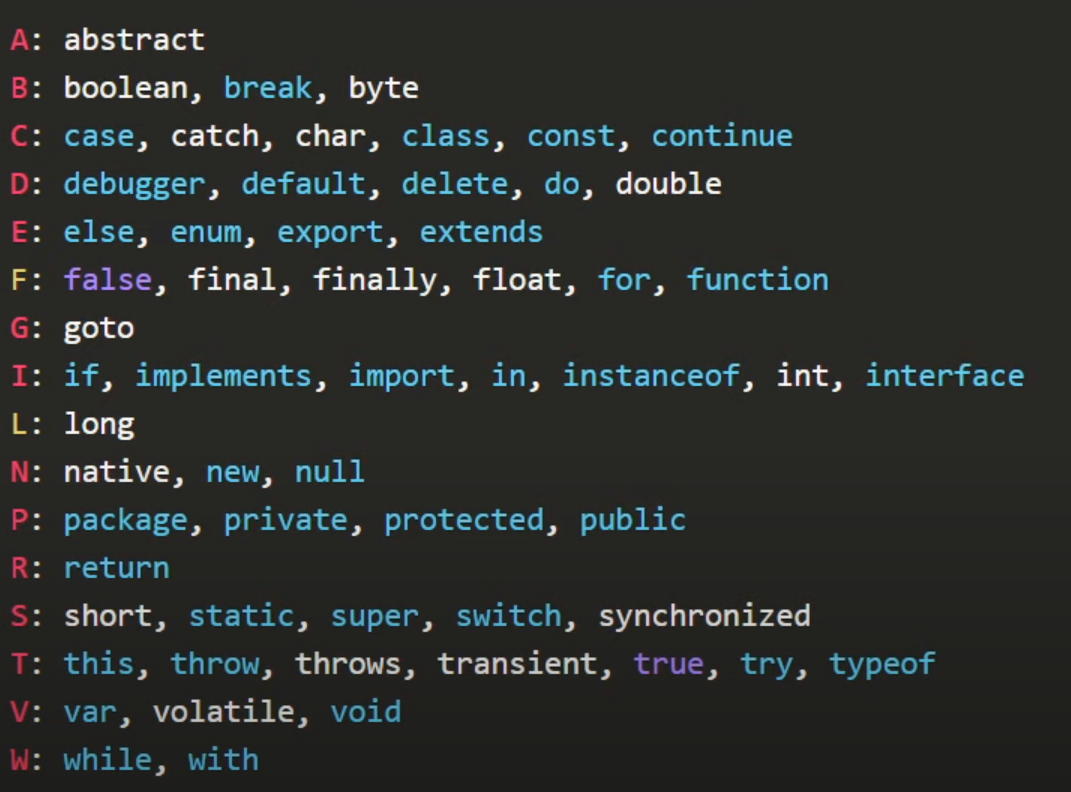 A: abstract
B: boolean, break, byte
C: case, catch, char, class, const, continue
D: debugger, default, delete, do, double
E: else, enum, export, extends
F: false, final, finally, float, for, function
G: goto
I: if, implements, import, in, instanceof, int, interface
L: long
N: native, new, null
P: package, private, protected, public
R: return
S: short, static, super, switch, synchronized
T: this, throw, throws, transient, true, try, typeof
V: var, volatile, void
W: while, with